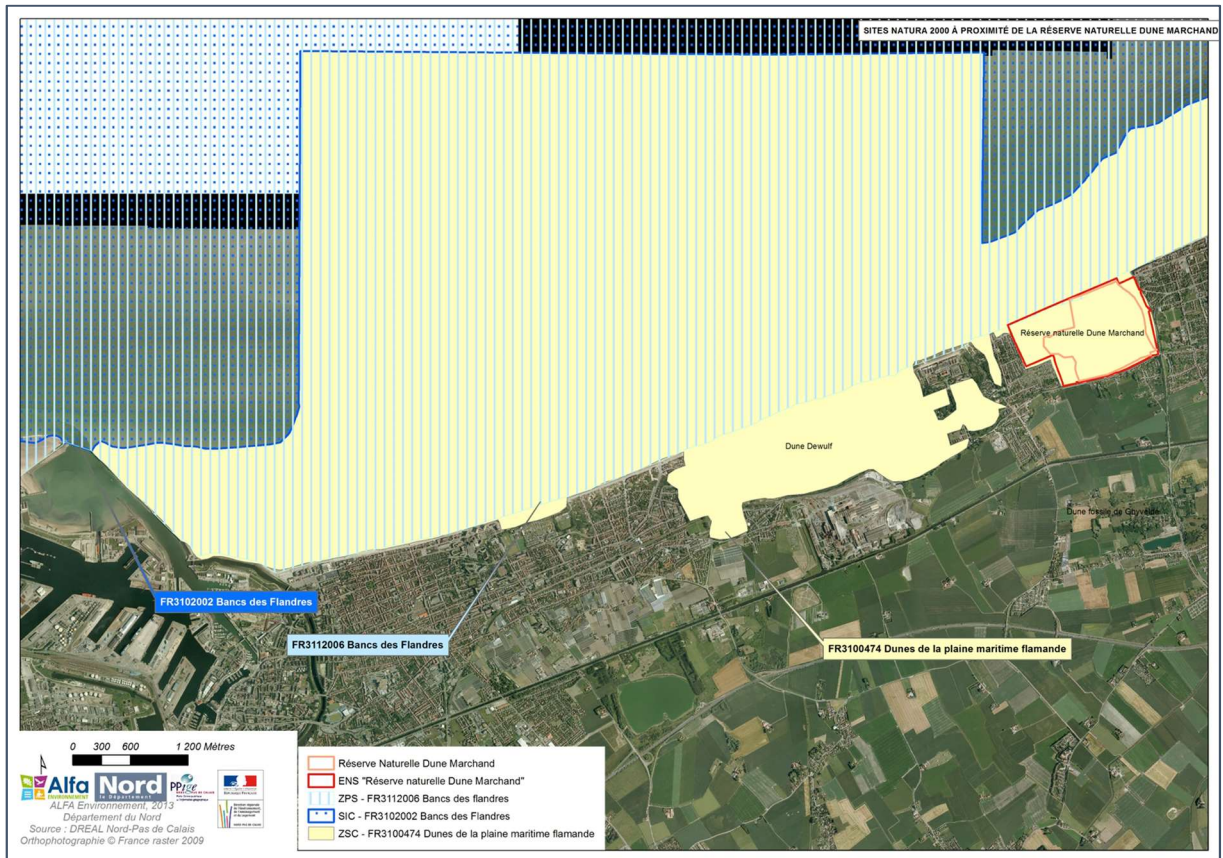 SITES NATURA 2000 À PROXIMITÉ DE LA RÉSERVE NATURELLE DUNE MARCHAND
Réserve naturelle Dune Marchand
Dune Dewulf
Dune fossile de Ghyvelde
FR3102002 Bancs des Flandres
FR3112006 Bancs des Flandres
FR3100474 Dunes de la plaine maritime flamande
0 300 600 1 200 Mètres
Alfa
ENVIRONNEMENT
Nord
le Département
PPige
ALFA Environnement, 2013
Département du Nord
Source : DREAL Nord-Pas de Calais
Orthophotographie © France raster 2009
Réserve Naturelle Dune Marchand
ENS "Réserve naturelle Dune Marchand"
ZPS - FR3112006 Bancs des flandres
SIC - FR3102002 Bancs des Flandres
ZSC - FR3100474 Dunes de la plaine maritime flamande